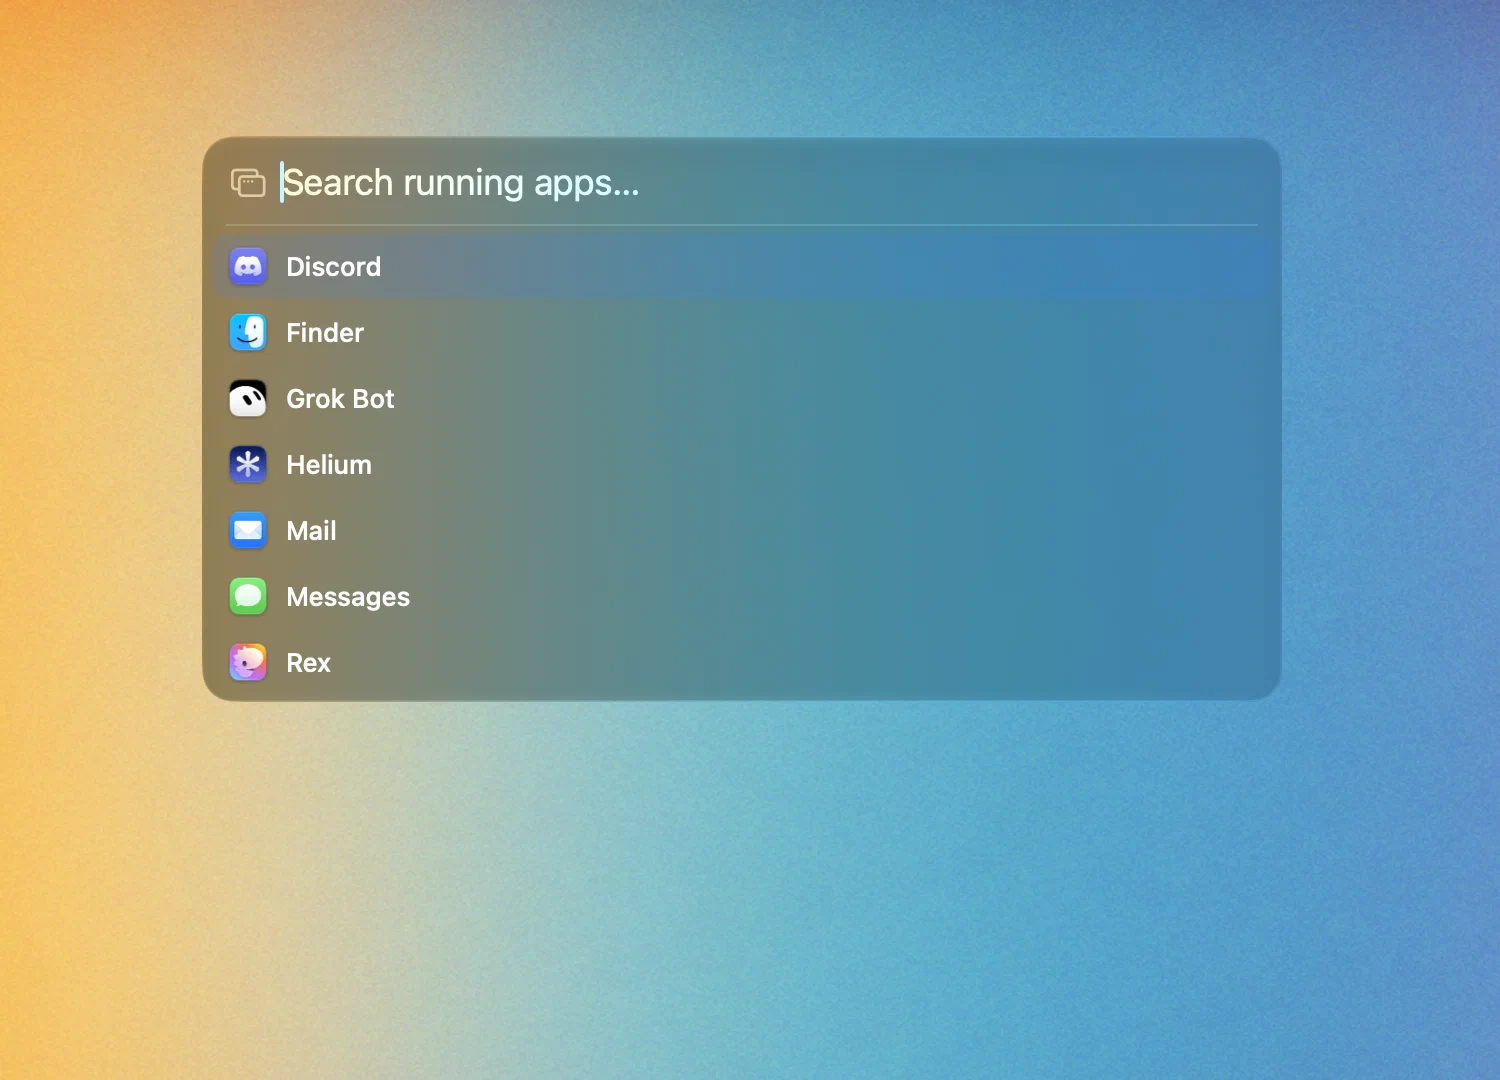 Search running apps...
Discord
Finder
Grok Bot
Helium
Mail
Messages
Rex